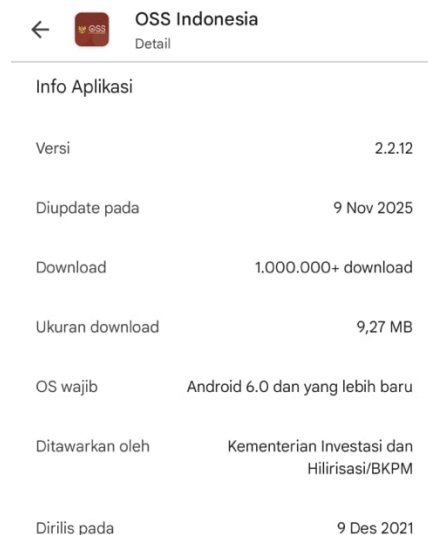 OSS Indonesia
Detail
OSS
Info Aplikasi
Versi 2.2.12
Diupdate pada 9 Nov 2025
Download 1.000.000+ download
Ukuran download 9,27 MB
OS wajib Android 6.0 dan yang lebih baru
Ditawarkan oleh Kementerian Investasi dan
Hilirisasi/BKPM
Dirilis pada 9 Des 2021